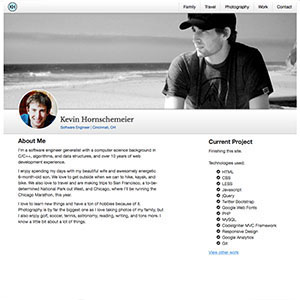 KH
Family
Travel
Photography
Work
Contact
Kevin Hornschemeier
Software Engineer | Cincinnati, OH
About Me
I'm a software engineer generalist with a computer science background in
C/C++, algorithms, and data structures, and over 10 years of web
development experience.
I enjoy spending my days with my beautiful wife and awesomely energetic
6-month-old son. We love to get outside when we can to hike, kayak, and
bike. We also love to travel and are making trips to San Francisco, a to-be-
determined National Park out West, and Chicago, where I'll be running the
Chicago Marathon, this year.
I love to learn new things and have a ton of hobbies because of it.
Photography is by far the biggest one as I love taking photos of my family, but
I also enjoy golf, soccer, tennis, astronomy, reading, writing, and tons more. I
know a little bit about a lot of things.
Current Project
Finishing this site.
Technologies used:
HTML
CSS
LESS
Javascript
jQuery
Twitter Bootstrap
Google Web Fonts
PHP
MySQL
CodeIgniter MVC Framework
Responsive Design
Google Analytics
Git
View other work